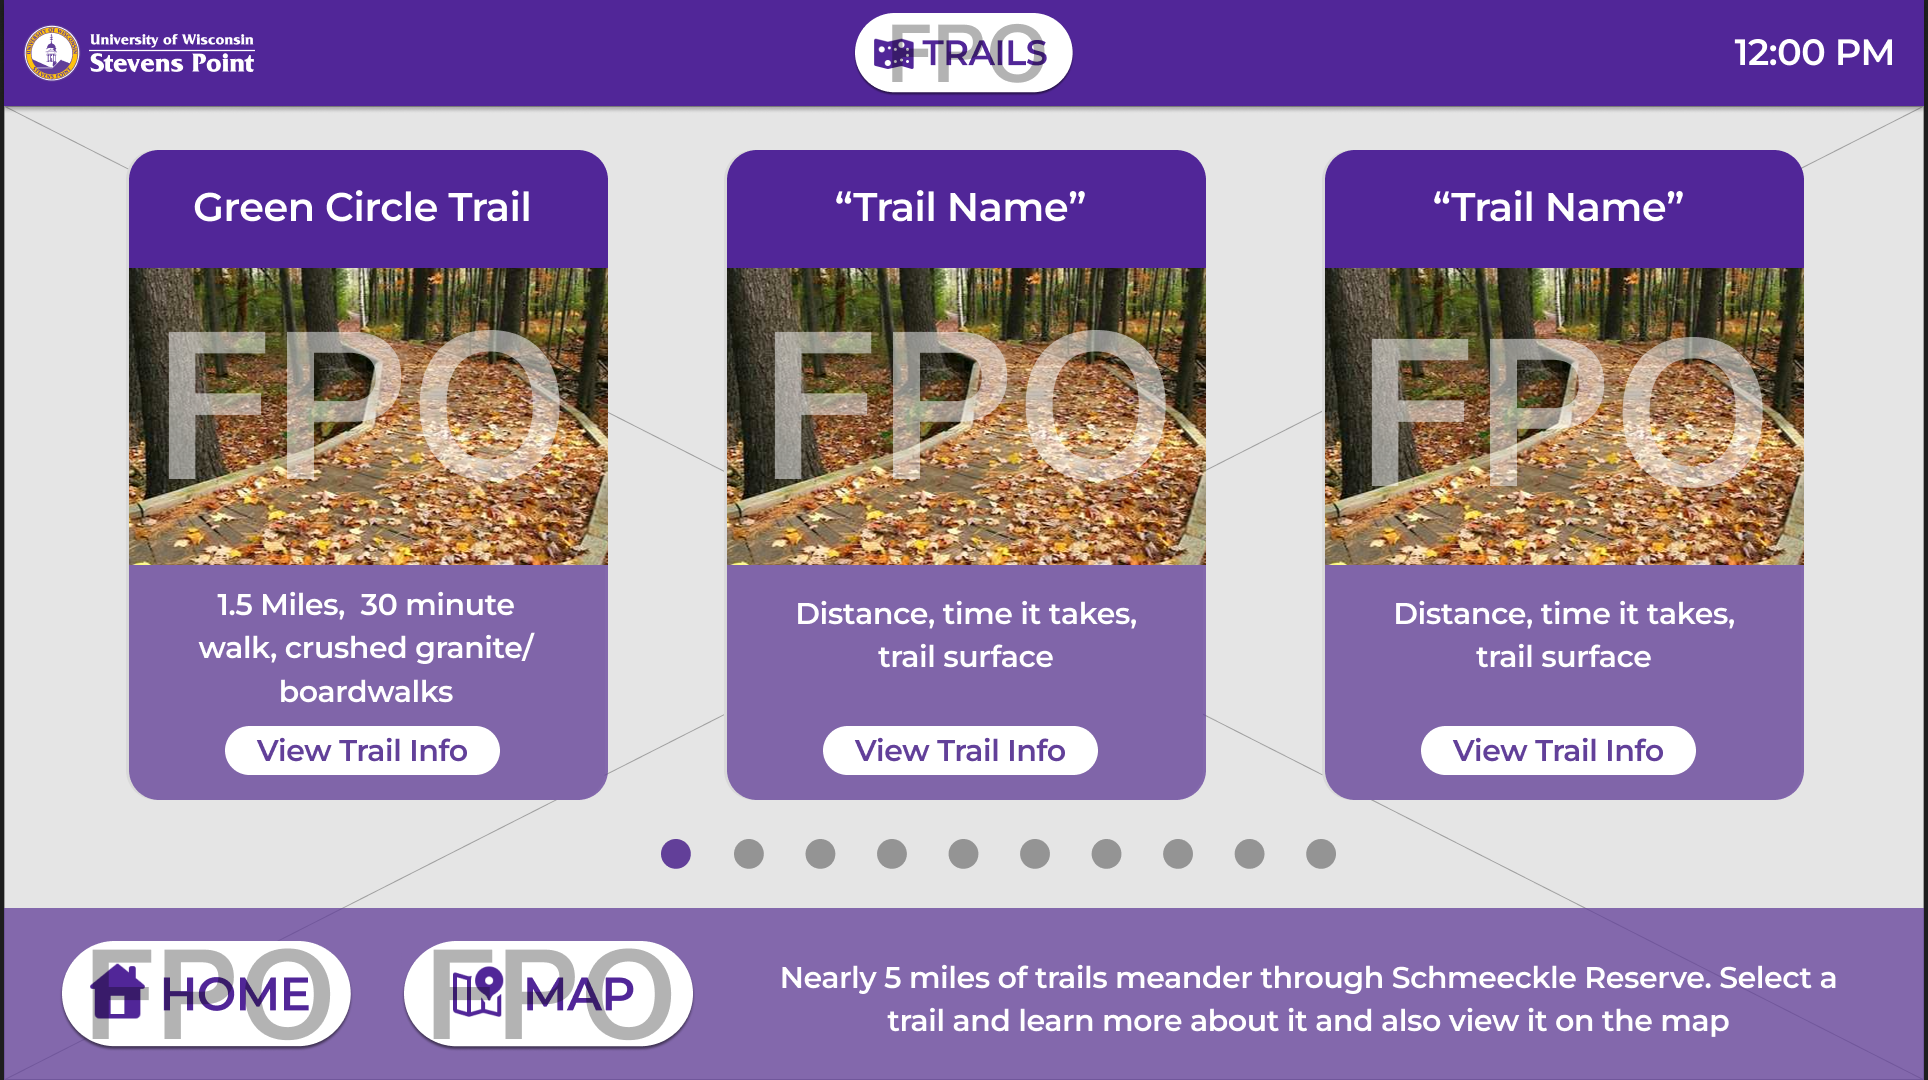 University of Wisconsin
Stevens Point
FPO
TRAILS
12:00 PM
Green Circle Trail
“Trail Name”
“Trail Name”
FPO
FPO
FPO
1.5 Miles,  30 minute
walk, crushed granite/
boardwalks
Distance, time it takes,
trail surface
Distance, time it takes,
trail surface
View Trail Info
View Trail Info
View Trail Info
FPO
HOME
FPO
MAP
Nearly 5 miles of trails meander through Schmeeckle Reserve. Select a
trail and learn more about it and also view it on the map